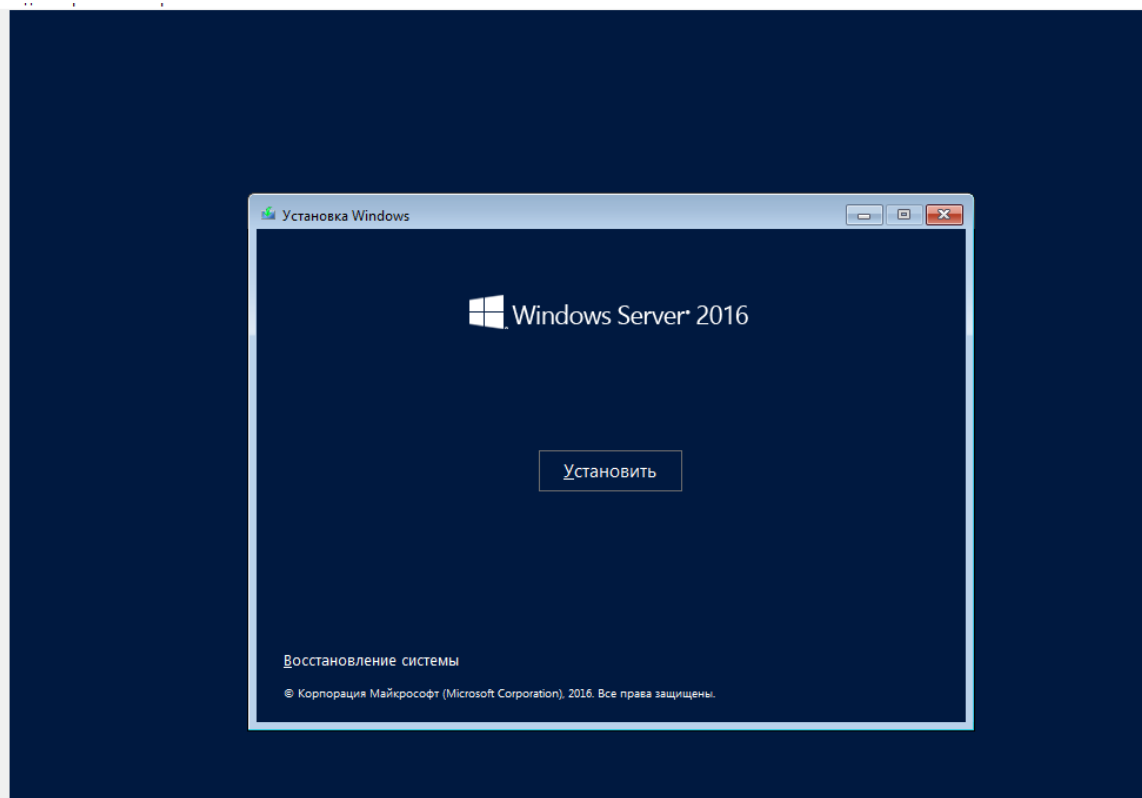 Установка Windows
Windows Server 2016
Установить
Восстановление системы
© Корпорация Майкрософт (Microsoft Corporation), 2016. Все права защищены.